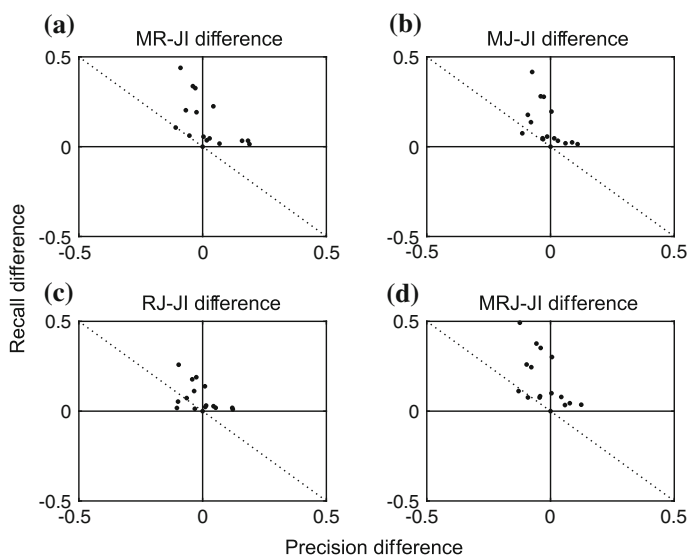 (a)
MR-JI difference
0.5
0
-0.5
-0.5
0
0.5
(b)
MJ-JI difference
0.5
0
-0.5
-0.5
0
0.5
Recall difference
(c)
RJ-JI difference
0.5
0
-0.5
-0.5
0
0.5
(d)
MRJ-JI difference
0.5
0
-0.5
-0.5
0
0.5
Precision difference